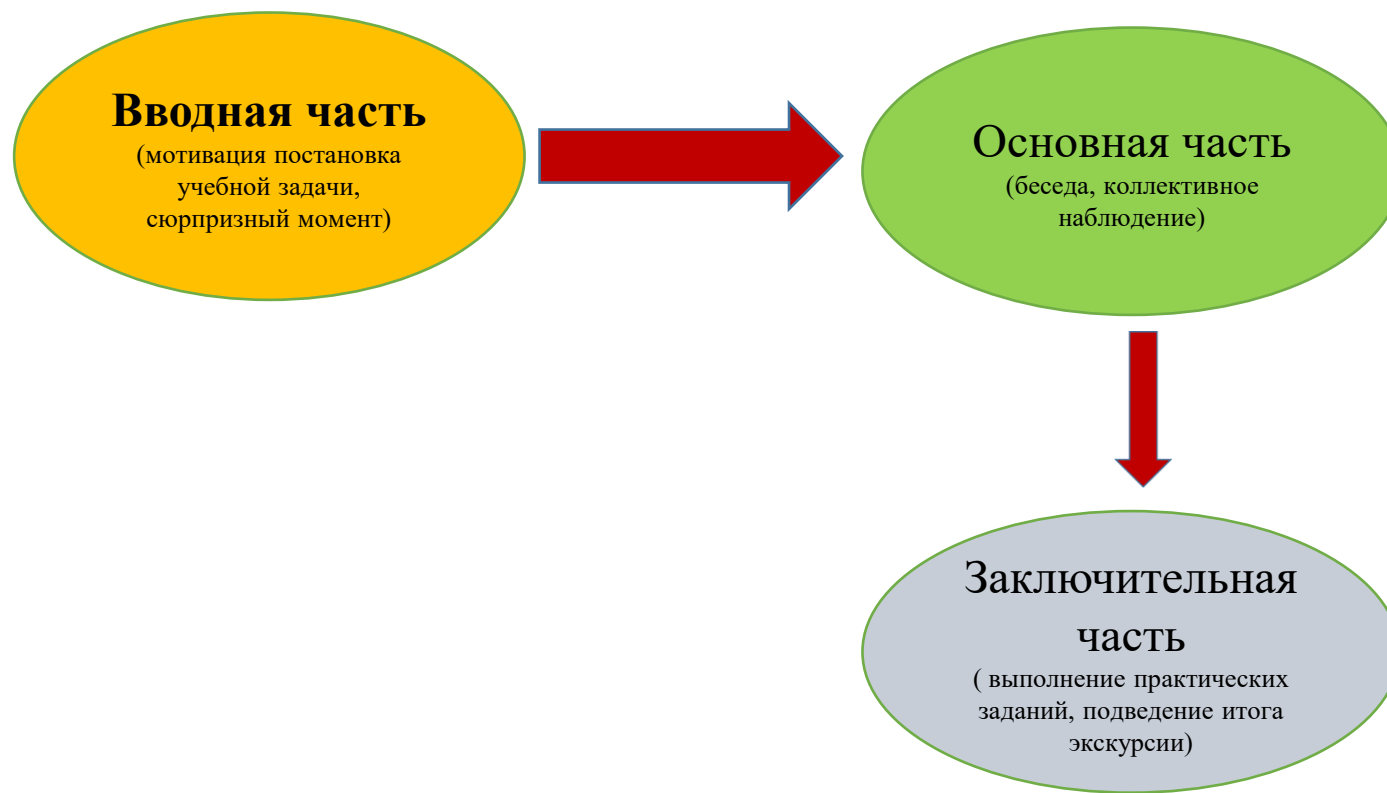 Вводная часть
(мотивация постановка
учебной задачи,
сюрпризный момент)
Основная часть
(беседа, коллективное
наблюдение)
Заключительная
часть
( выполнение практических
заданий, подведение итога
экскурсии)